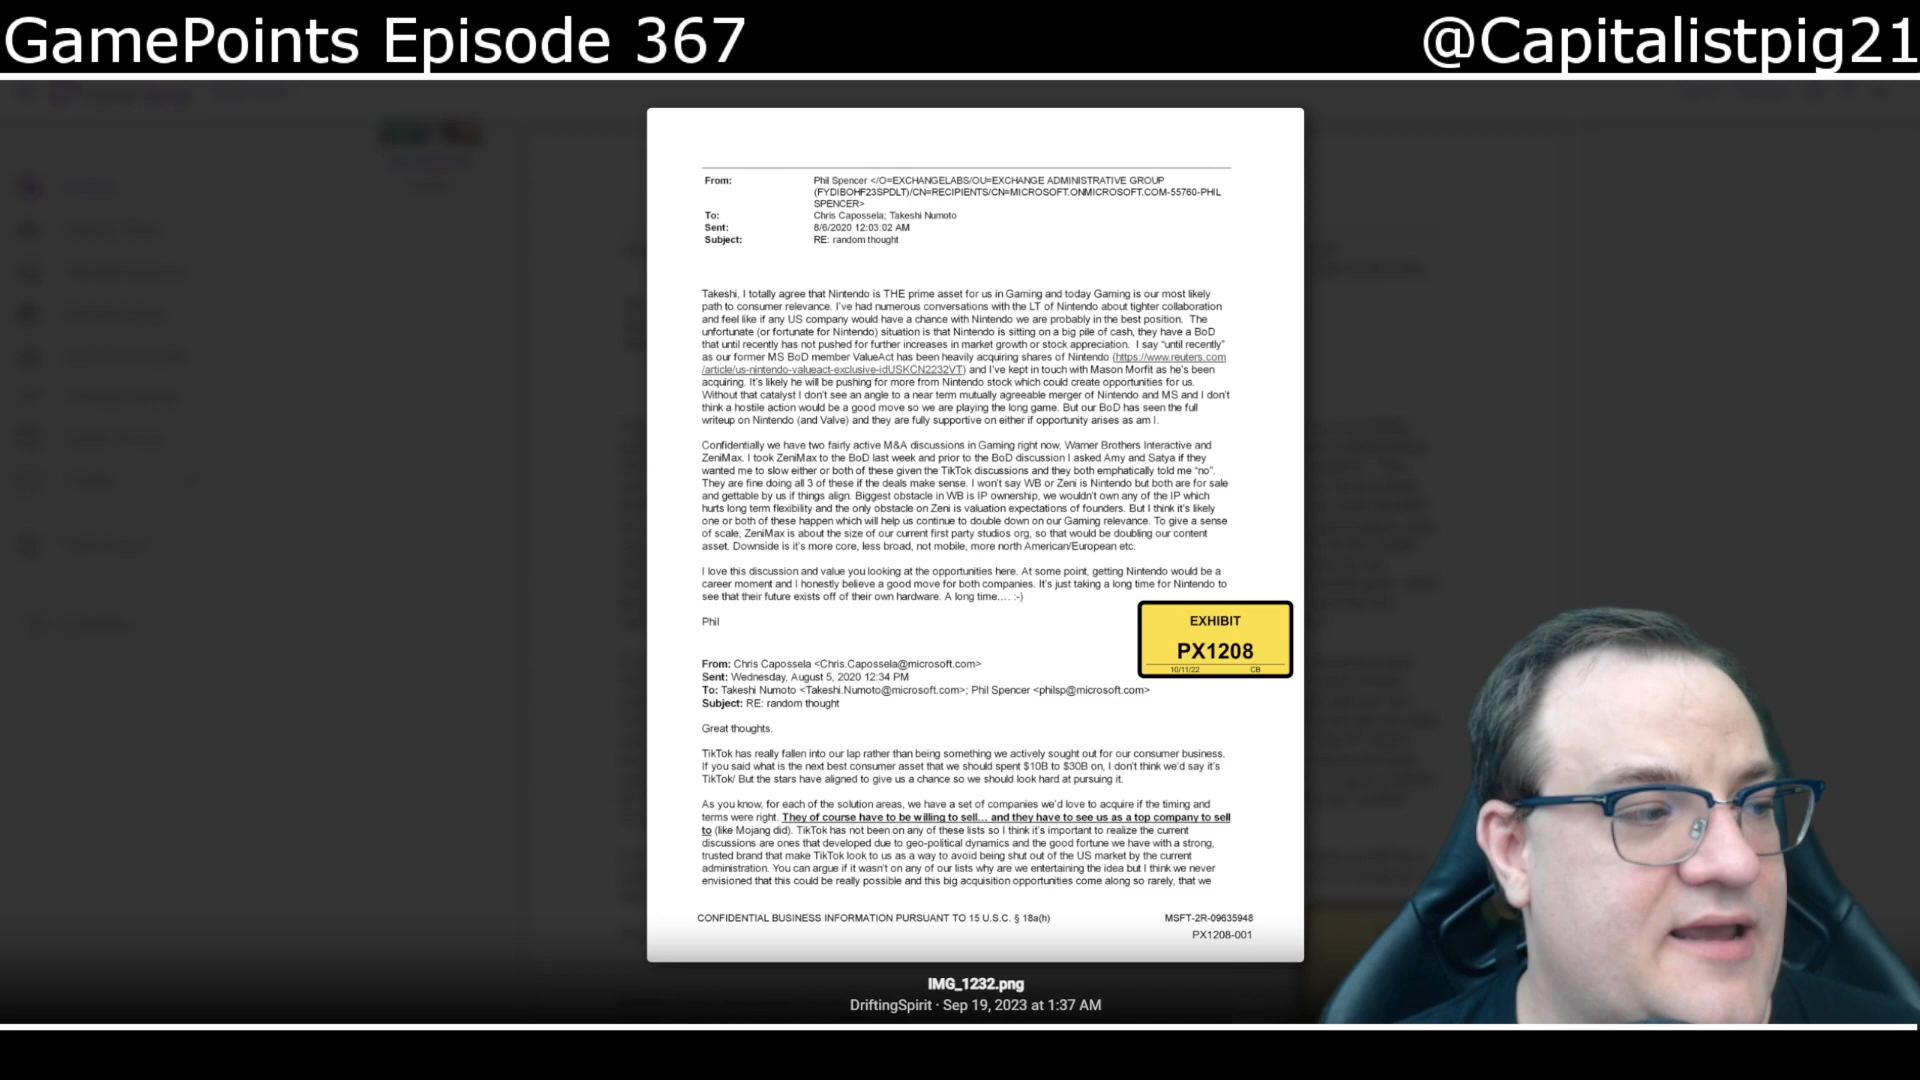 GamePoints Episode 367
@Capitalistpig21
From: Phil Spencer </O=EXCHANGELABS/OU=EXCHANGE ADMINISTRATIVE GROUP
(FYDIBOHF23SPDLT)/CN=RECIPIENTS/CN=MICROSOFT.ONMICROSOFT.COM-55760-PHIL
SPENCER>
To: Chris Capossela; Takeshi Numoto
Sent: 8/6/2020 12:03:02 AM
Subject: RE: random thought
Takeshi, I totally agree that Nintendo is THE prime asset for us in Gaming and today Gaming is our most likely
path to consumer relevance. I've had numerous conversations with the LT of Nintendo about tighter collaboration
and feel like if any US company would have a chance with Nintendo we are probably in the best position. The
unfortunate (or fortunate for Nintendo) situation is that Nintendo is sitting on a big pile of cash, they have a BoD
that until recently has not pushed for further increases in market growth or stock appreciation. I say "until recently"
as our former MS BoD member ValueAct has been heavily acquiring shares of Nintendo (https://www.reuters.com
/article/us-nintendo-valueact-exclusive-idUSKCN2232VT) and I've kept in touch with Mason Morfit as he's been
acquiring. It's likely he will be pushing for more from Nintendo stock which could create opportunities for us.
Without that catalyst I don't see an angle to a near term mutually agreeable merger of Nintendo and MS and I don't
think a hostile action would be a good move so we are playing the long game. But our BoD has seen the full
writeup on Nintendo (and Valve) and they are fully supportive on either if opportunity arises as am I.
Confidentially we have two fairly active M&A discussions in Gaming right now, Warner Brothers Interactive and
ZeniMax. I took ZeniMax to the BoD last week and prior to the BoD discussion I asked Amy and Satya if they
wanted me to slow either or both of these given the TikTok discussions and they both emphatically told me "no".
They are fine doing all 3 of these if the deals make sense. I won't say WB or Zeni is Nintendo but both are for sale
and gettable by us if things align. Biggest obstacle in WB is IP ownership, we wouldn't own any of the IP which
hurts long term flexibility and the only obstacle on Zeni is valuation expectations of founders. But I think it's likely
one or both of these happen which will help us continue to double down on our Gaming relevance. To give a sense
of scale, ZeniMax is about the size of our current first party studios org, so that would be doubling our content
asset. Downside is it's more core, less broad, not mobile, more north American/European etc.
I love this discussion and value you looking at the opportunities here. At some point, getting Nintendo would be a
career moment and I honestly believe a good move for both companies. It's just taking a long time for Nintendo to
see that their future exists off of their own hardware. A long time.... :-)
Phil
EXHIBIT
PX1208
10/11/22 CB
From: Chris Capossela <Chris.Capossela@microsoft.com>
Sent: Wednesday, August 5, 2020 12:34 PM
To: Takeshi Numoto <Takeshi.Numoto@microsoft.com>; Phil Spencer <philsp@microsoft.com>
Subject: RE: random thought
Great thoughts.
TikTok has really fallen into our lap rather than being something we actively sought out for our consumer business.
If you said what is the next best consumer asset that we should spent $10B to $30B on, I don't think we'd say it's
TikTok/ But the stars have aligned to give us a chance so we should look hard at pursuing it.
As you know, for each of the solution areas, we have a set of companies we'd love to acquire if the timing and
terms were right. They of course have to be willing to sell... and they have to see us as a top company to sell
to (like Mojang did). TikTok has not been on any of these lists so I think it's important to realize the current
discussions are ones that developed due to geo-political dynamics and the good fortune we have with a strong,
trusted brand that make TikTok look to us as a way to avoid being shut out of the US market by the current
administration. You can argue if it wasn't on any of our lists why are we entertaining the idea but I think we never
envisioned that this could be really possible and this big acquisition opportunities come along so rarely, that we
CONFIDENTIAL BUSINESS INFORMATION PURSUANT TO 15 U.S.C. § 18a(h)
MSFT-2R-09635948
PX1208-001
IMG_1232.png
DriftingSpirit · Sep 19, 2023 at 1:37 AM